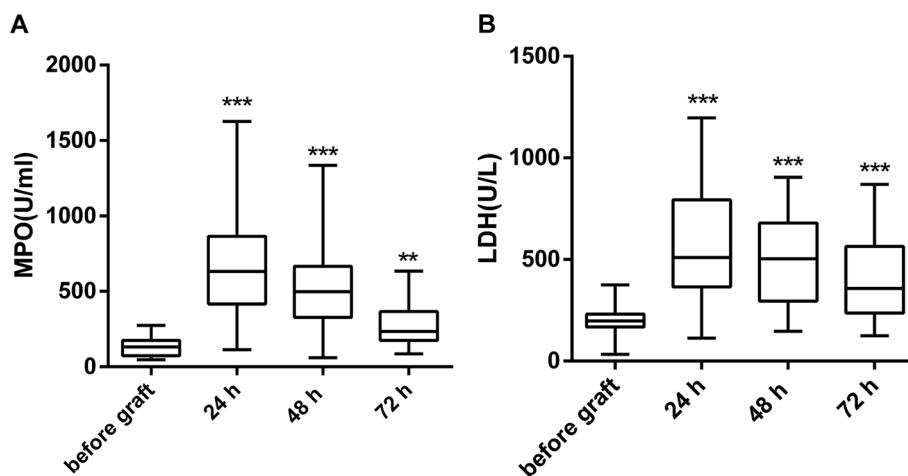 A
MPO(U/ml)
2000
1500
1000
500
0
***
***
**
before graft
24 h
48 h
72 h
B
LDH(U/L)
1500
1000
500
0
***
***
***
before graft
24 h
48 h
72 h